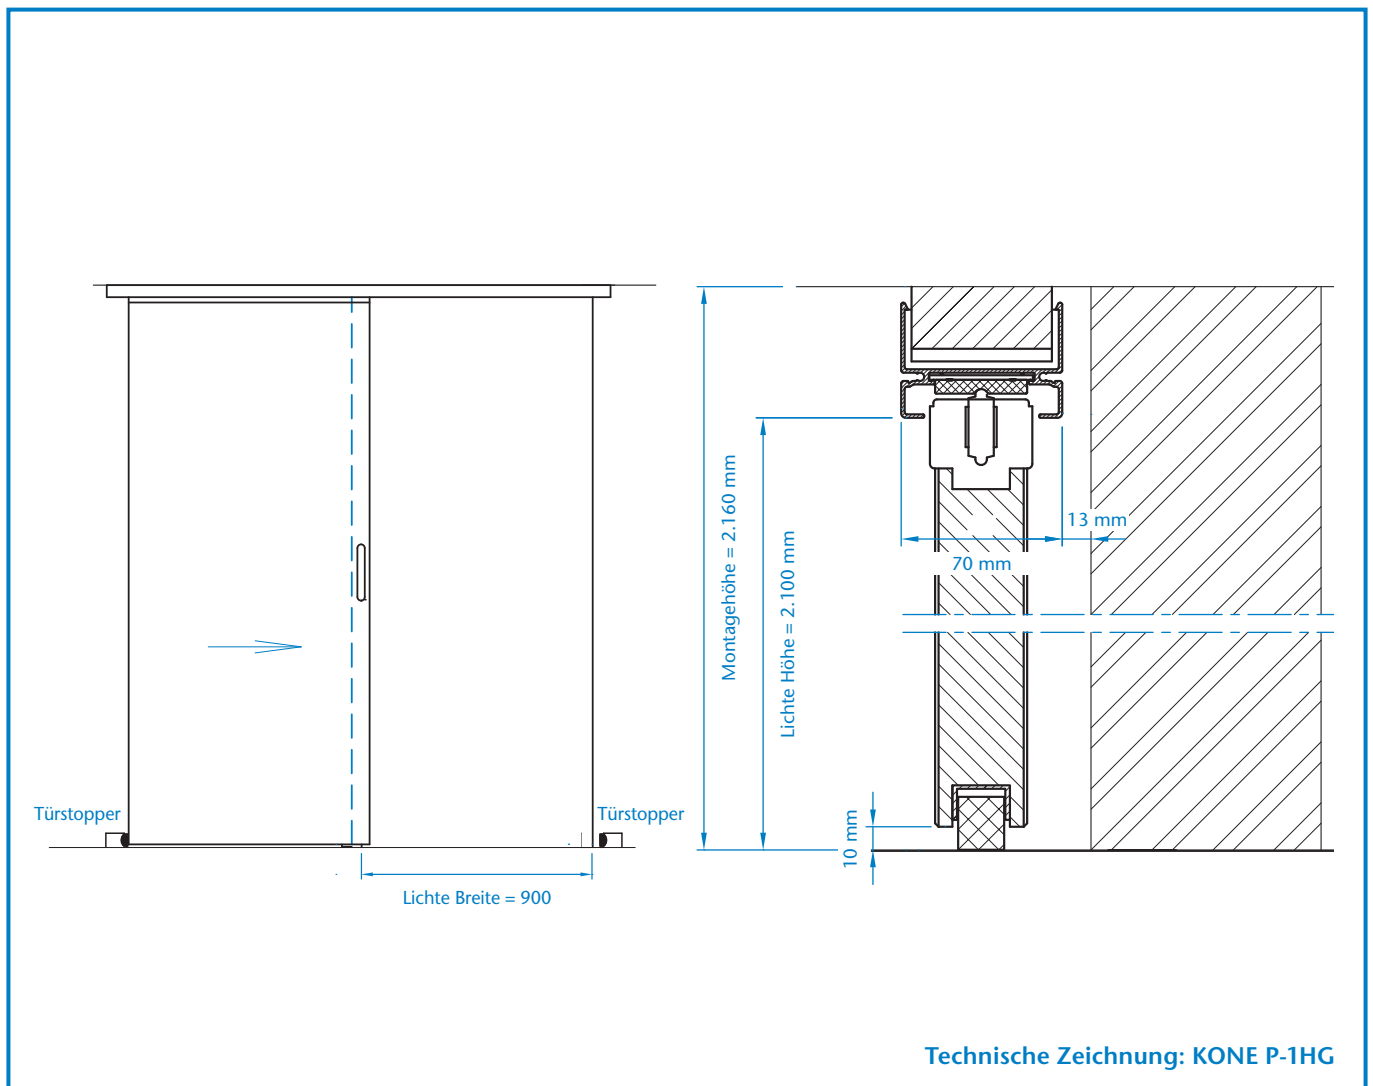 Türstopper
Türstopper
Lichte Breite = 900
Montagehöhe = 2.160 mm
Lichte Höhe = 2.100 mm
13 mm
70 mm
10 mm
Technische Zeichnung: KONE P-1HG